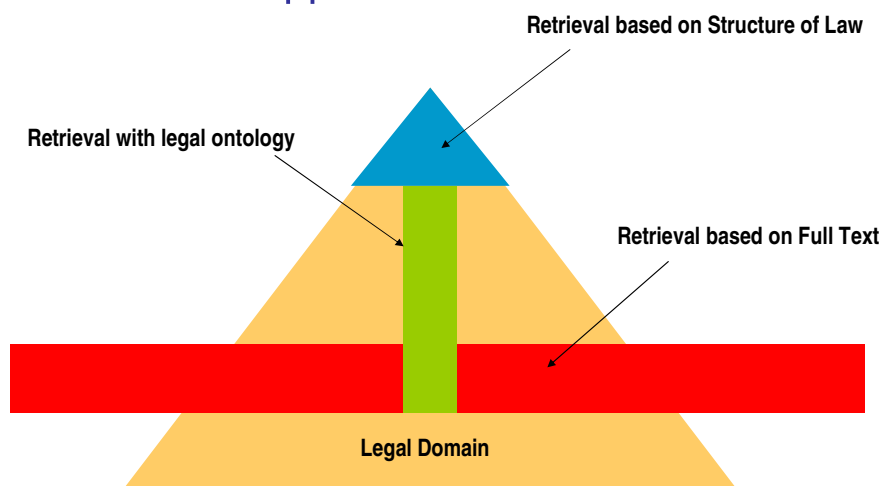 Retrieval based on Structure of Law
Retrieval with legal ontology
Retrieval based on Full Text
Legal Domain